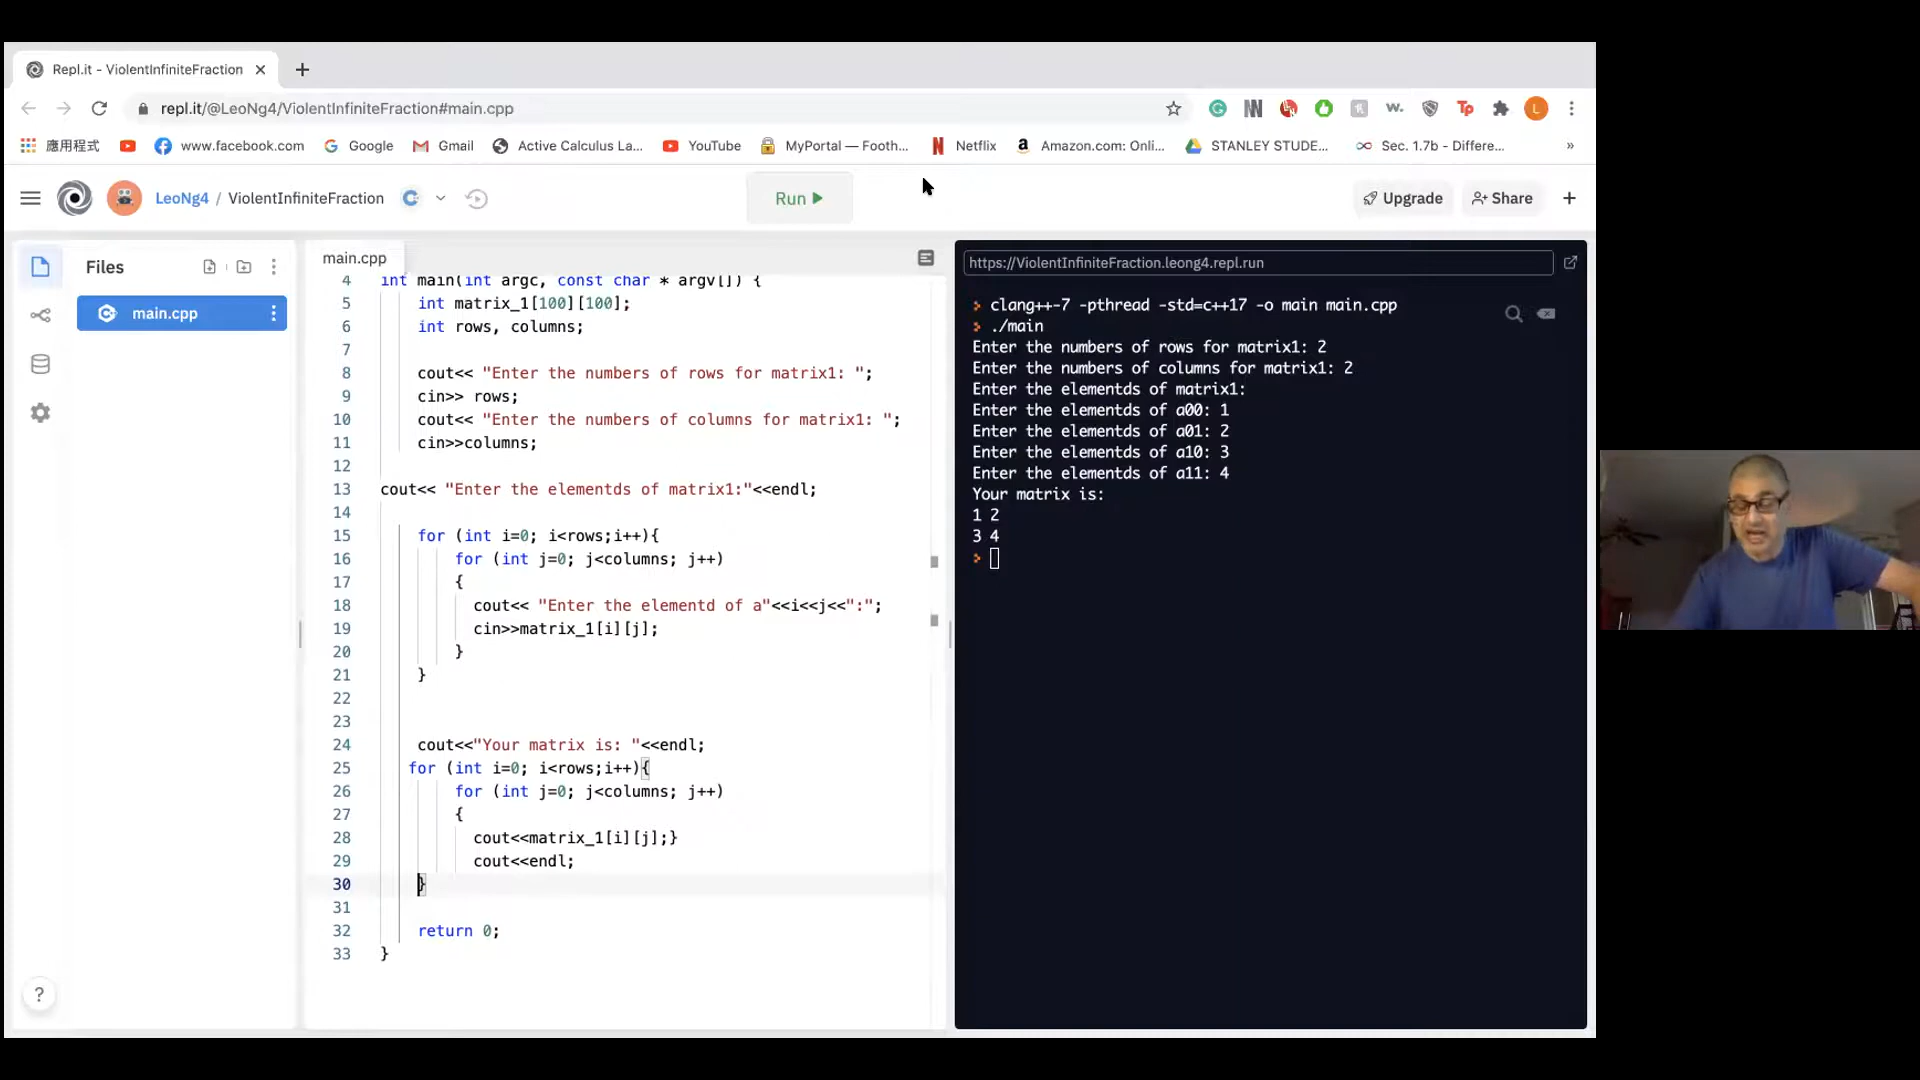 Repl.it - ViolentInfiniteFraction
repl.it/@LeoNg4/ViolentInfiniteFraction#main.cpp
應用程式 www.facebook.com Google Gmail Active Calculus La... YouTube MyPortal — Footh... Netflix Amazon.com: Onli... STANLEY STUDE... Sec. 1.7b - Differe... »
LeoNg4 / ViolentInfiniteFraction
Run
Upgrade
Share
Files
main.cpp
main.cpp
4 int main(int argc, const char * argv[]) {
5 int matrix_1[100][100];
6 int rows, columns;
7
8 cout<< "Enter the numbers of rows for matrix1: ";
9 cin>> rows;
10 cout<< "Enter the numbers of columns for matrix1: ";
11 cin>>columns;
12
13 cout<< "Enter the elementds of matrix1:"<<endl;
14
15 for (int i=0; i<rows;i++){
16 for (int j=0; j<columns; j++)
17 {
18 cout<< "Enter the elementd of a"<<i<<j<<":";
19 cin>>matrix_1[i][j];
20 }
21 }
22
23
24 cout<<"Your matrix is: "<<endl;
25 for (int i=0; i<rows;i++){
26 for (int j=0; j<columns; j++)
27 {
28 cout<<matrix_1[i][j];}
29 cout<<endl;
30 }
31
32 return 0;
33 }
?
https://ViolentInfiniteFraction.leong4.repl.run
clang++-7 -pthread -std=c++17 -o main main.cpp
./main
Enter the numbers of rows for matrix1: 2
Enter the numbers of columns for matrix1: 2
Enter the elementds of matrix1:
Enter the elementds of a00: 1
Enter the elementds of a01: 2
Enter the elementds of a10: 3
Enter the elementds of a11: 4
Your matrix is:
1 2
3 4